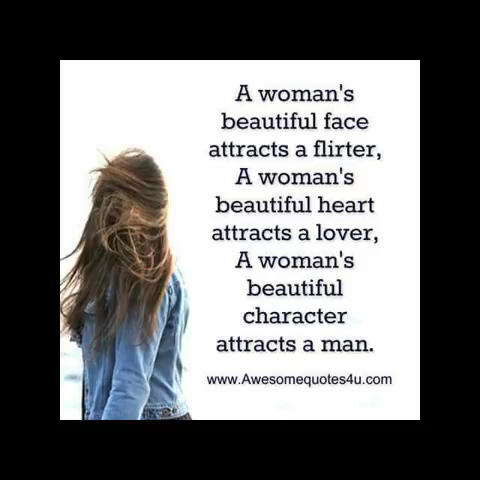 A woman's
beautiful face
attracts a flirter,
A woman's
beautiful heart
attracts a lover,
A woman's
beautiful
character
attracts a man.
www.Awesomequotes4u.com